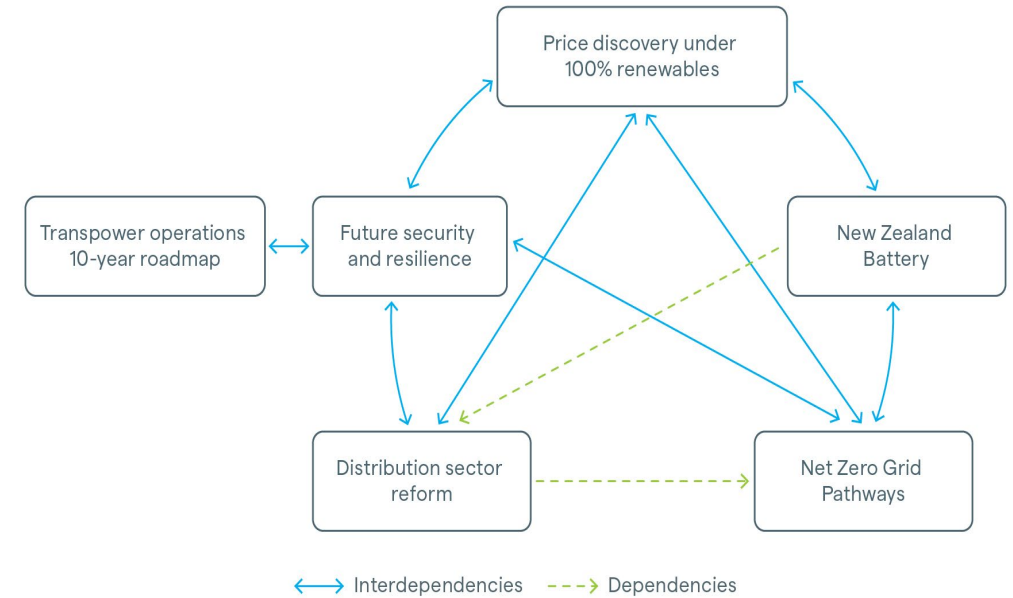 Price discovery under
100% renewables
Transpower operations
10-year roadmap
Future security
and resilience
New Zealand
Battery
Distribution sector
reform
Net Zero Grid
Pathways
Interdependencies
Dependencies